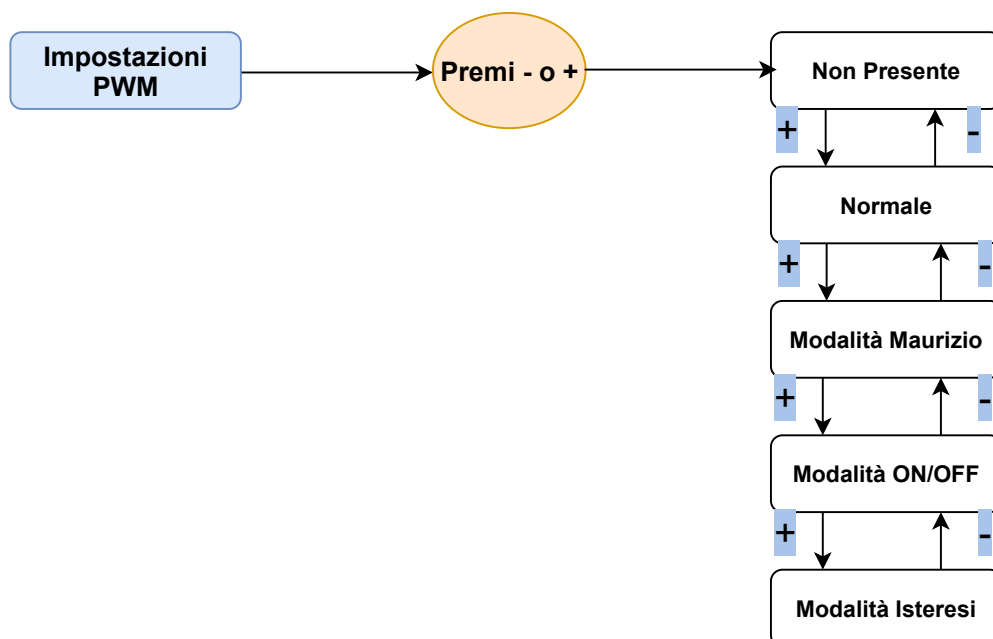 Impostazioni
PWM
Premi - o +
Non Presente
+
-
Normale
+
-
Modalità Maurizio
+
-
Modalità ON/OFF
+
-
Modalità Isteresi